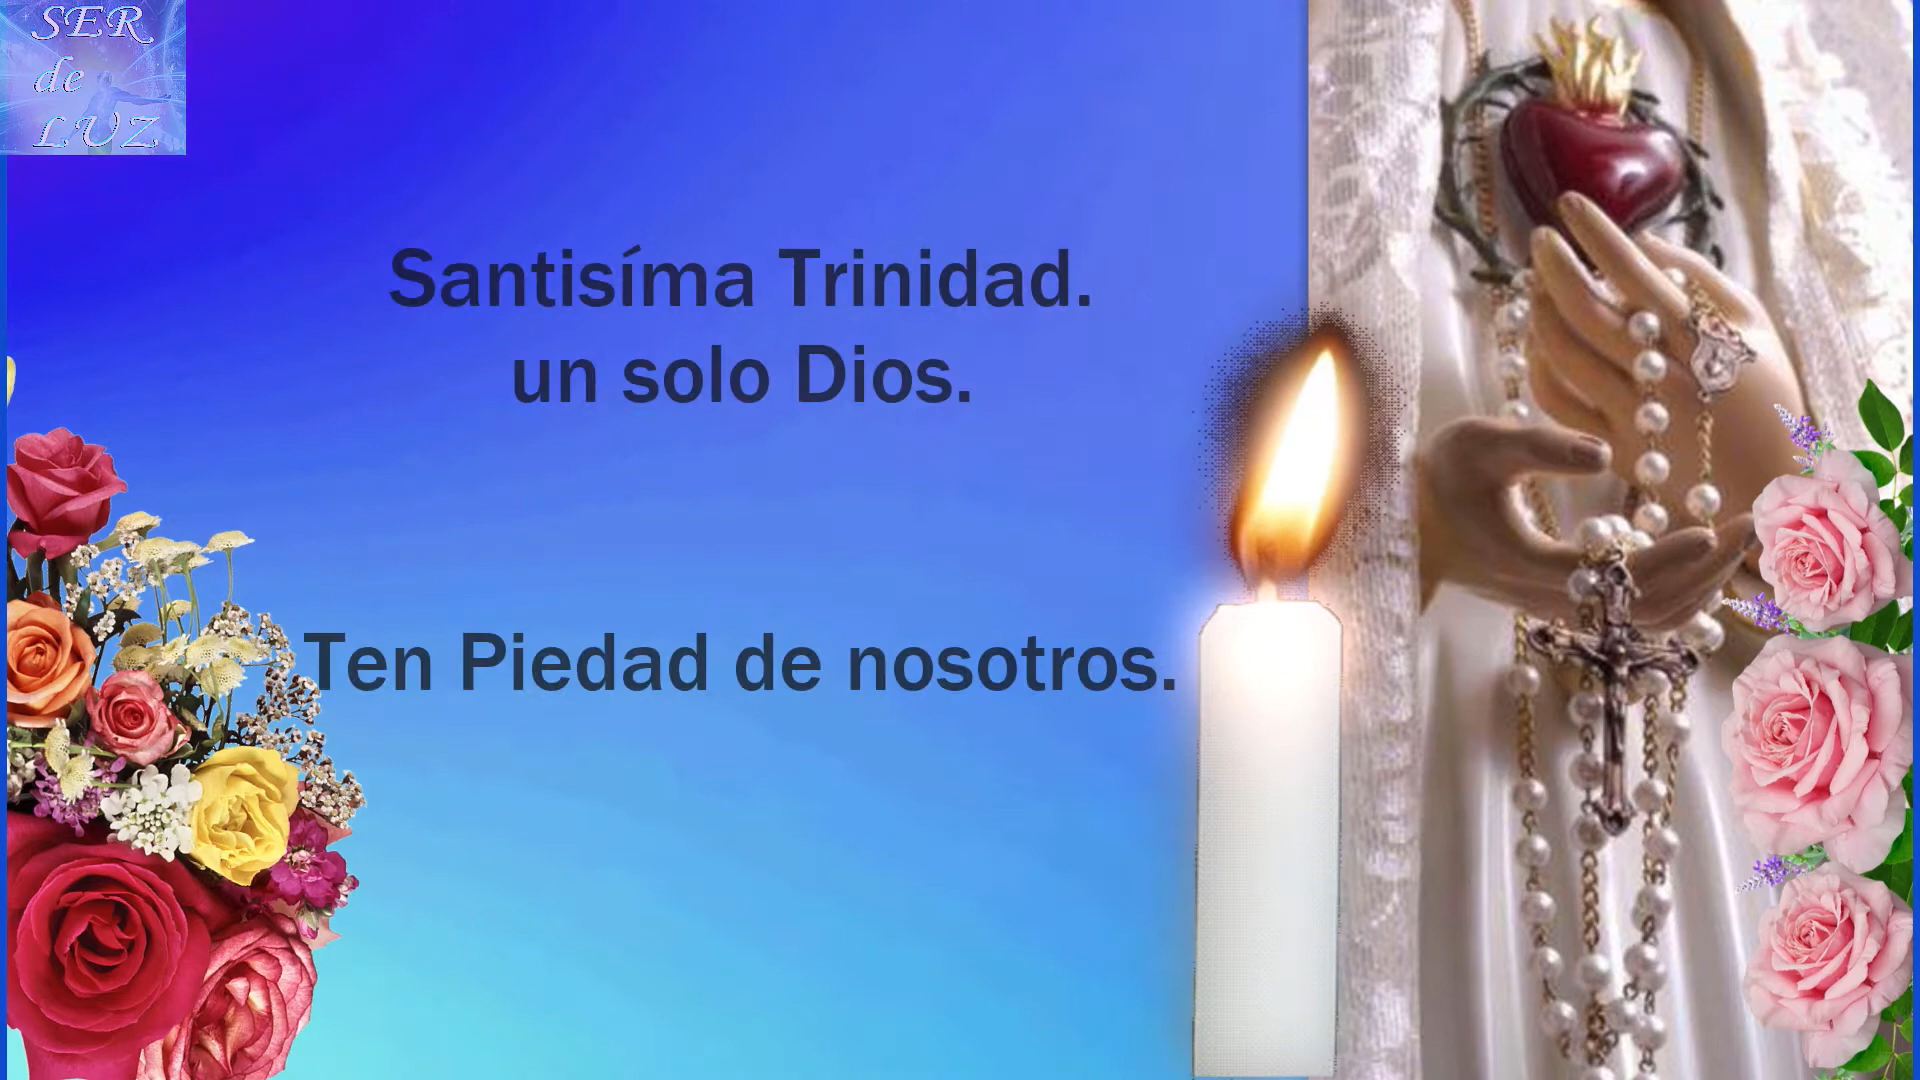 SER
de
LUZ
Santisíma Trinidad.
un solo Dios.
Ten Piedad de nosotros.